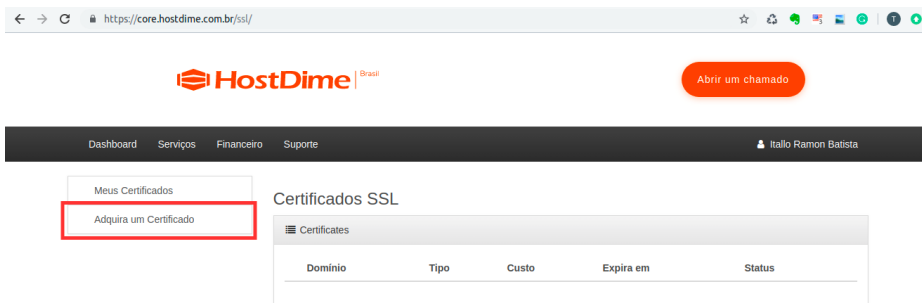 https://core.hostdime.com.br/ssl/
T
HostDime Brasil
Abrir um chamado
Dashboard Serviços Financeiro Suporte Itallo Ramon Batista
Meus Certificados
Adquira um Certificado
Certificados SSL
Certificates
Domínio Tipo Custo Expira em Status